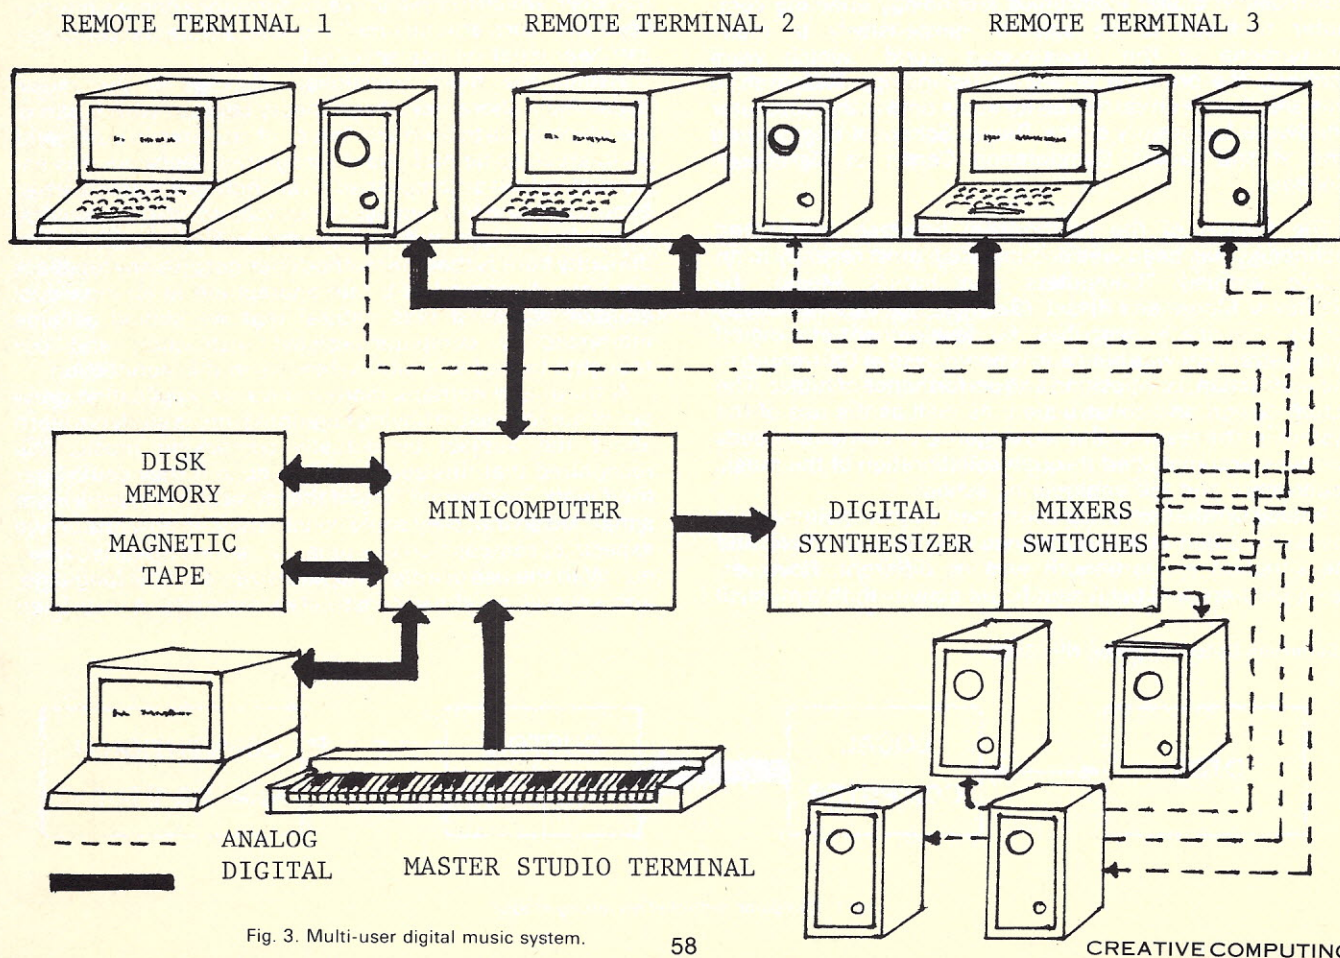 REMOTE TERMINAL 1
REMOTE TERMINAL 2
REMOTE TERMINAL 3
DISK
MEMORY
MAGNETIC
TAPE
MINICOMPUTER
DIGITAL
SYNTHESIZER
MIXERS
SWITCHES
ANALOG
DIGITAL
MASTER STUDIO TERMINAL
Fig. 3. Multi-user digital music system.
58
CREATIVE COMPUTING